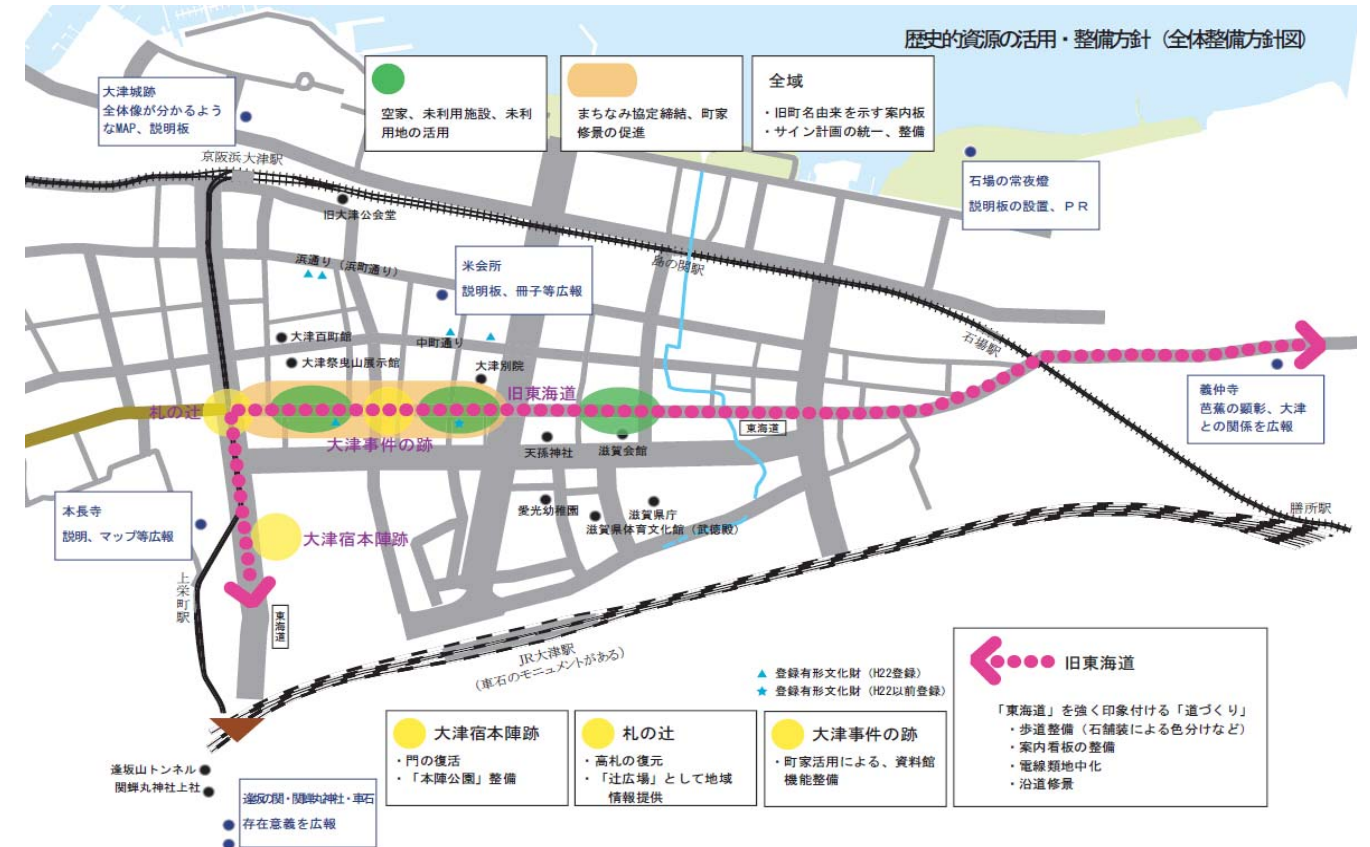 歴史的資源の活用・整備方針（全体整備方針図）
大津城跡
全体像が分かるよう
なMAP、説明板
空家、未利用施設、未利
用地の活用
まちなみ協定締結、町家
修景の促進
全域
・旧町名由来を示す案内板
・サイン計画の統一、整備
京阪浜大津駅
旧大津公会堂
石場の常夜燈
説明板の設置、ＰＲ
浜通り（浜町通り）
米会所
説明板、冊子等広報
島の関駅
大津百町館
中町通り
大津祭曳山展示館
大津別院
石場駅
札の辻
旧東海道
義仲寺
芭蕉の顕彰、大津
との関係を広報
大津事件の跡
東海道
天孫神社
滋賀会館
本長寺
説明、マップ等広報
愛光幼稚園
滋賀県庁
滋賀県体育文化館（武徳殿）
膳所駅
大津宿本陣跡
上栄町駅
東海道
JR大津駅
（車石のモニュメントがある）
▲ 登録有形文化財（H22登録）
★ 登録有形文化財（H22以前登録）
旧東海道
「東海道」を強く印象付ける「道づくり」
・歩道整備（石舗装による色分けなど）
・案内看板の整備
・電線類地中化
・沿道修景
大津宿本陣跡
・門の復活
・「本陣公園」整備
札の辻
・高札の復元
・「辻広場」として地域
情報提供
大津事件の跡
・町家活用による、資料館
機能整備
逢坂山トンネル
関蝉丸神社上社
逢坂の関・関蝉丸神社・車石
存在意義を広報